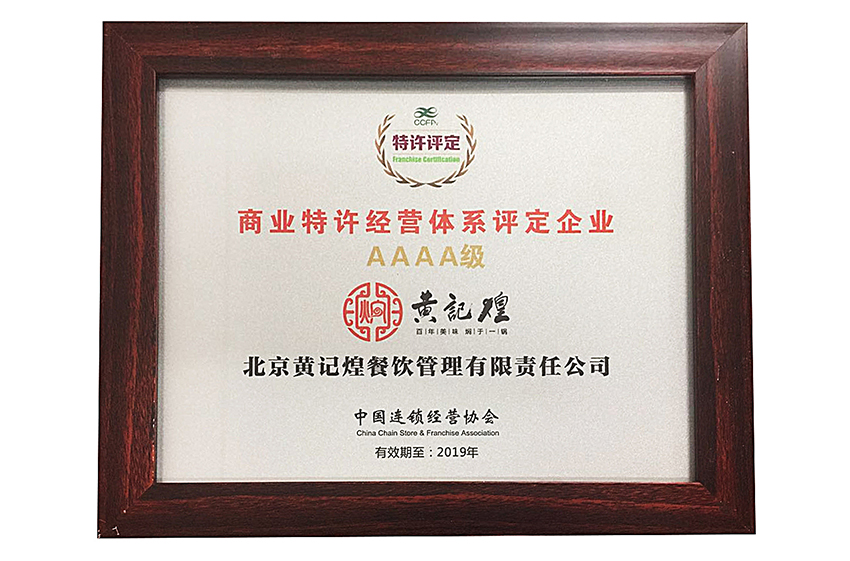 CCFA
特许评定
Franchise Certification
商业特许经营体系评定企业
AAAA级
黄記煌
百年美味 焖于一锅
北京黄记煌餐饮管理有限责任公司
中国连锁经营协会
China Chain Store & Franchise Association
有效期至：2019年